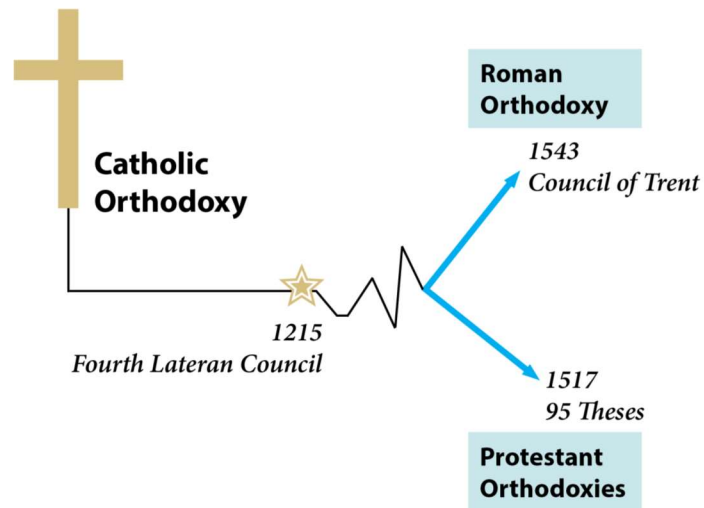 Catholic
Orthodoxy
1215
Fourth Lateran Council
Roman
Orthodoxy
1543
Council of Trent
1517
95 Theses
Protestant
Orthodoxies